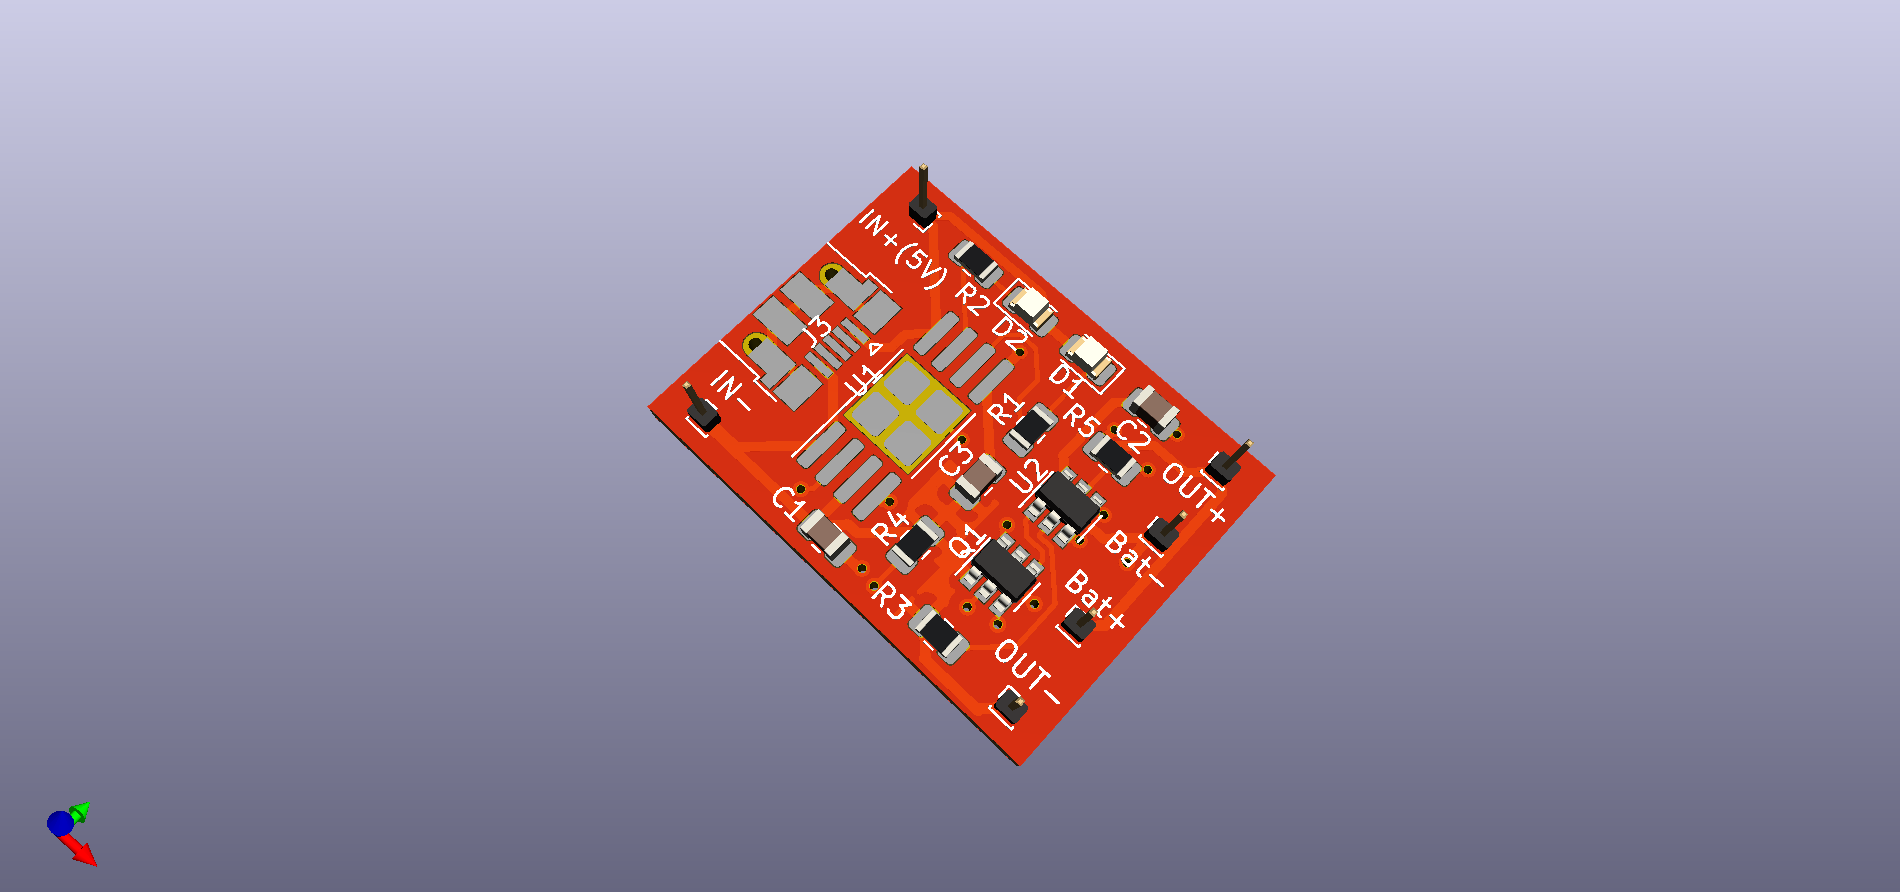 IN+(5V)
R2
D2
J3
D1
U1
IN-
R1
R5
C2
OUT+
C3
U2
C1
R4
Q1
Bat-
Bat+
R3
OUT-